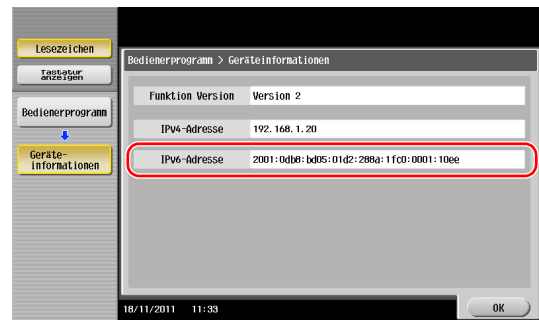 Lesezeichen
Tastatur
anzeigen
Bedienerprogramm
Geräte-
informationen
Bedienerprogramm > Geräteinformationen
Funktion Version Version 2
IPv4-Adresse 192.168.1.20
IPv6-Adresse 2001:0db8:bd05:01d2:288a:1fc0:0001:10ee
18/11/2011 11:33
OK